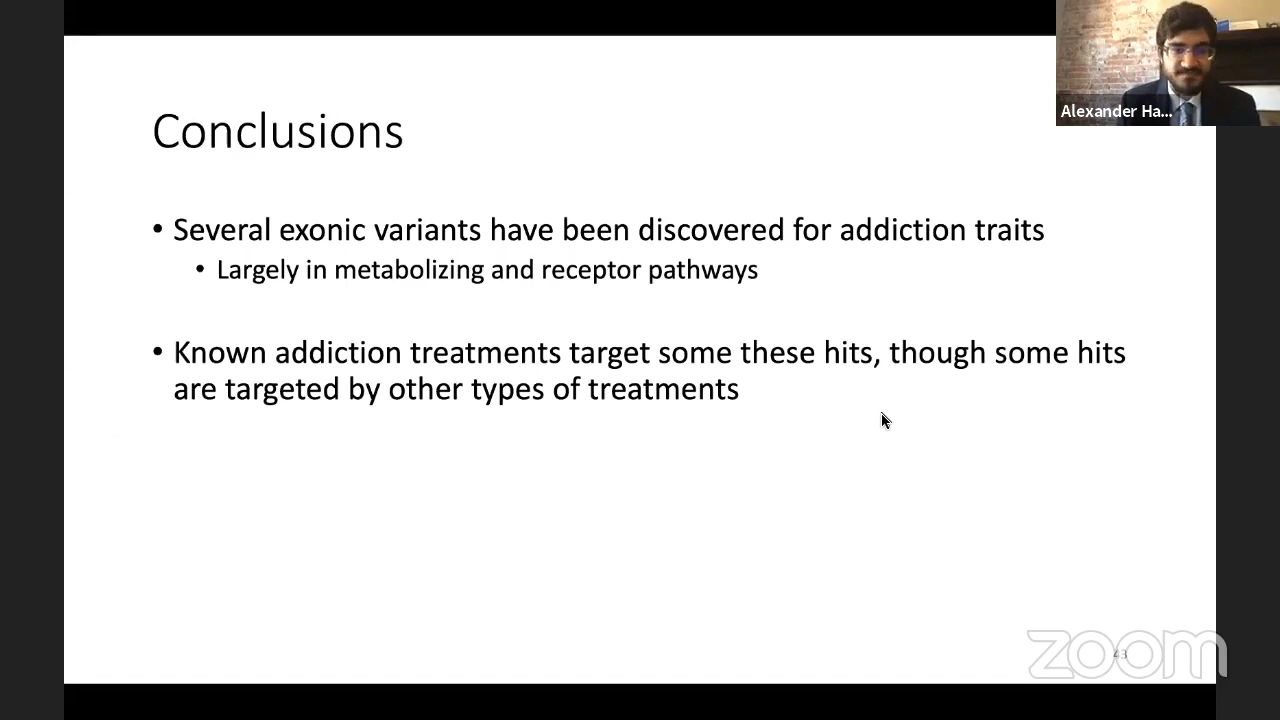 Alexander Ha...
Conclusions
• Several exonic variants have been discovered for addiction traits
• Largely in metabolizing and receptor pathways
• Known addiction treatments target some these hits, though some hits
are targeted by other types of treatments
43
zoom